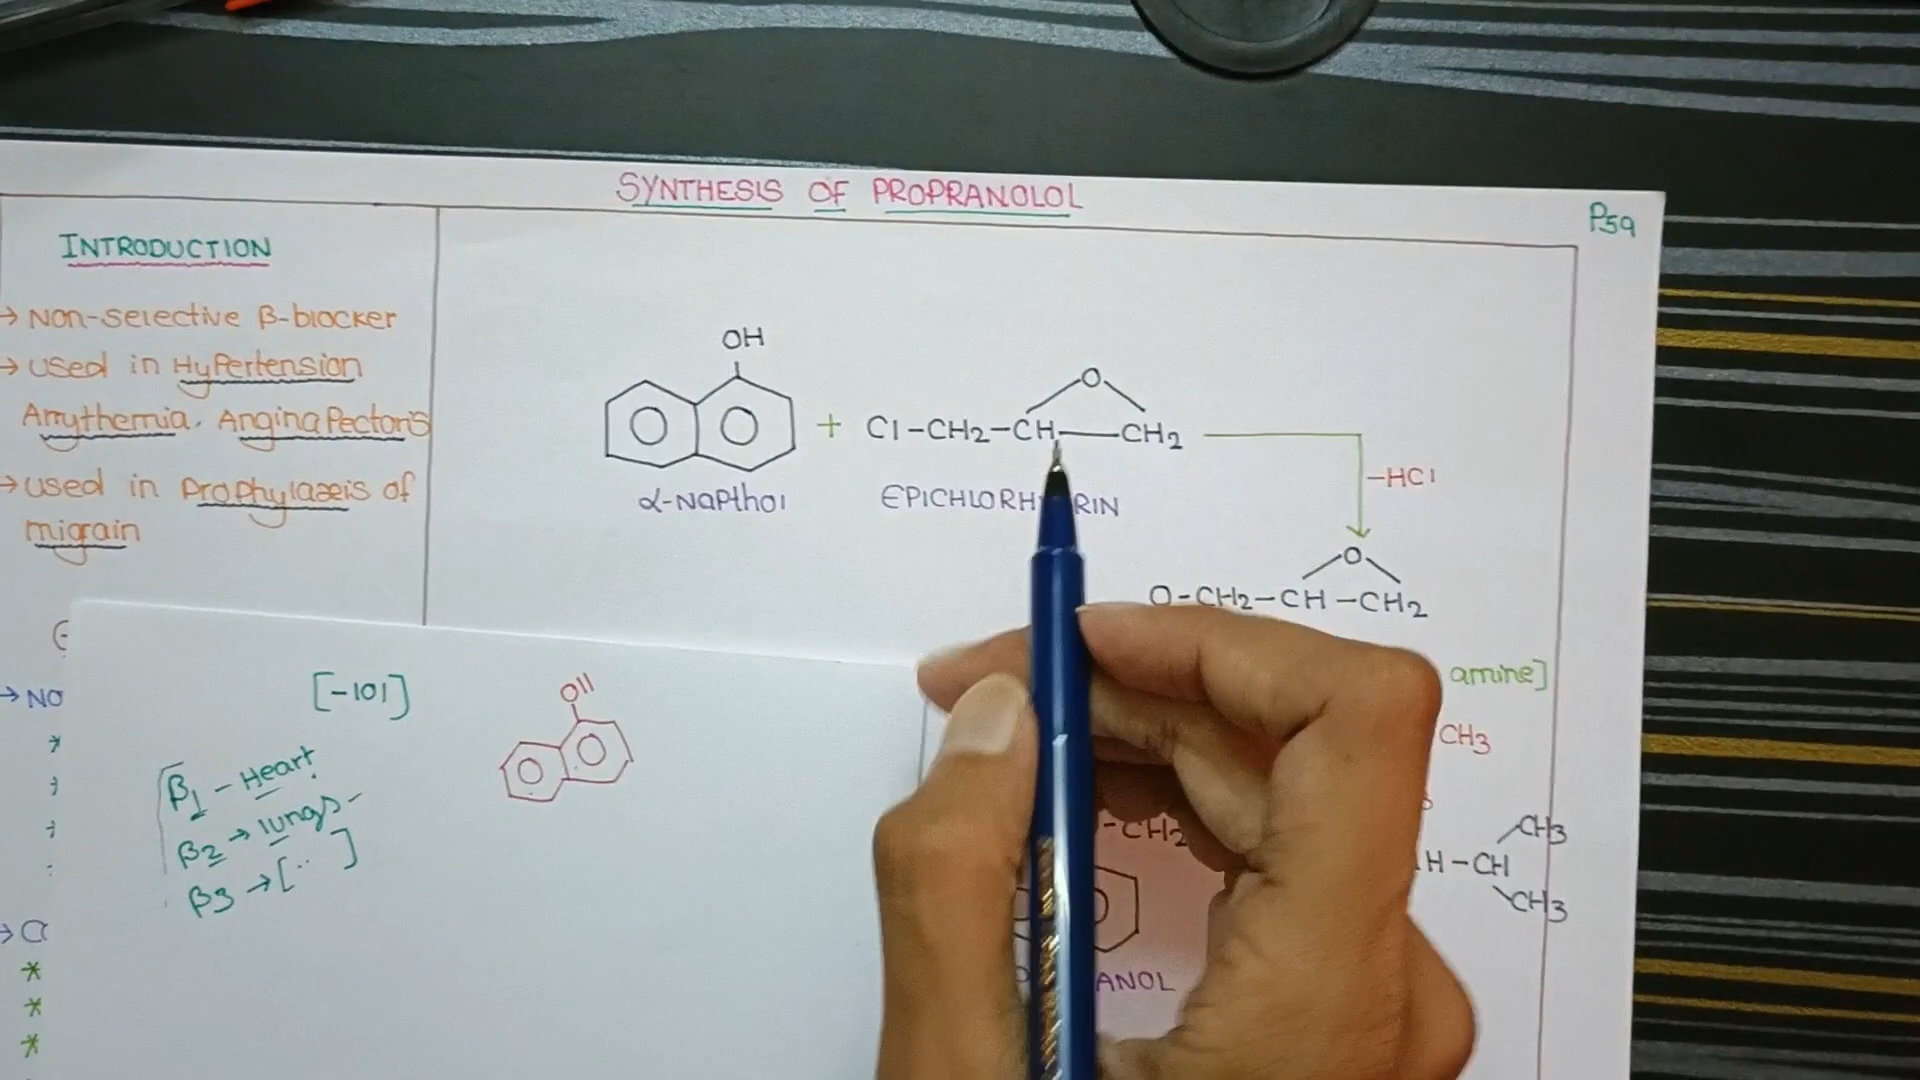 SYNTHESIS OF PROPRANOLOL
P59
INTRODUCTION
→ Non-selective β-blocker
→ used in Hypertension
Arrythemia, Angina Pectoris
→ used in Prophylaxeis of
migrain
OH
α-Napthol
+
Cl-CH2-CH-CH2
O
EPICHLORH RIN
-HCl
O
O-CH2-CH-CH2
amine]
CH3
-CH2
H-CH
CH3
CH3
ANOL
→ NO
[-lol]
OH
β1 - Heart
β2 → lungs -
β3 → [..]